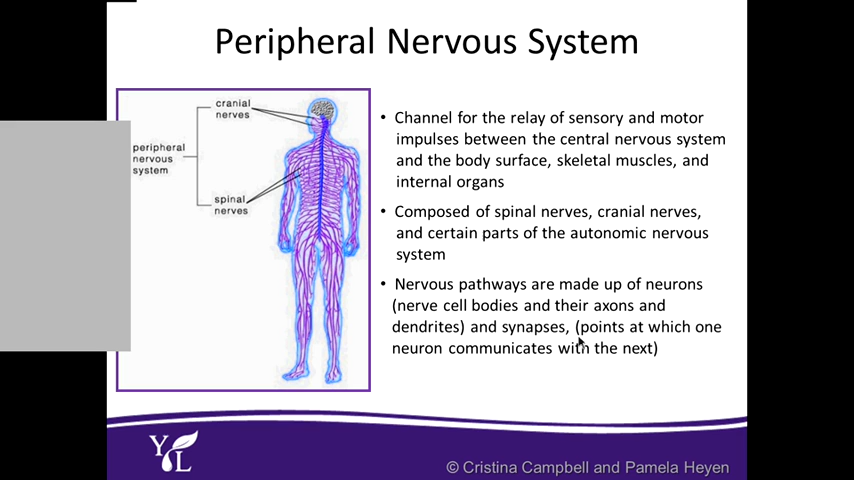 Peripheral Nervous System
cranial
nerves
peripheral
nervous
system
spinal
nerves
• Channel for the relay of sensory and motor
impulses between the central nervous system
and the body surface, skeletal muscles, and
internal organs
• Composed of spinal nerves, cranial nerves,
and certain parts of the autonomic nervous
system
• Nervous pathways are made up of neurons
(nerve cell bodies and their axons and
dendrites) and synapses, (points at which one
neuron communicates with the next)
YL
© Cristina Campbell and Pamela Heyen